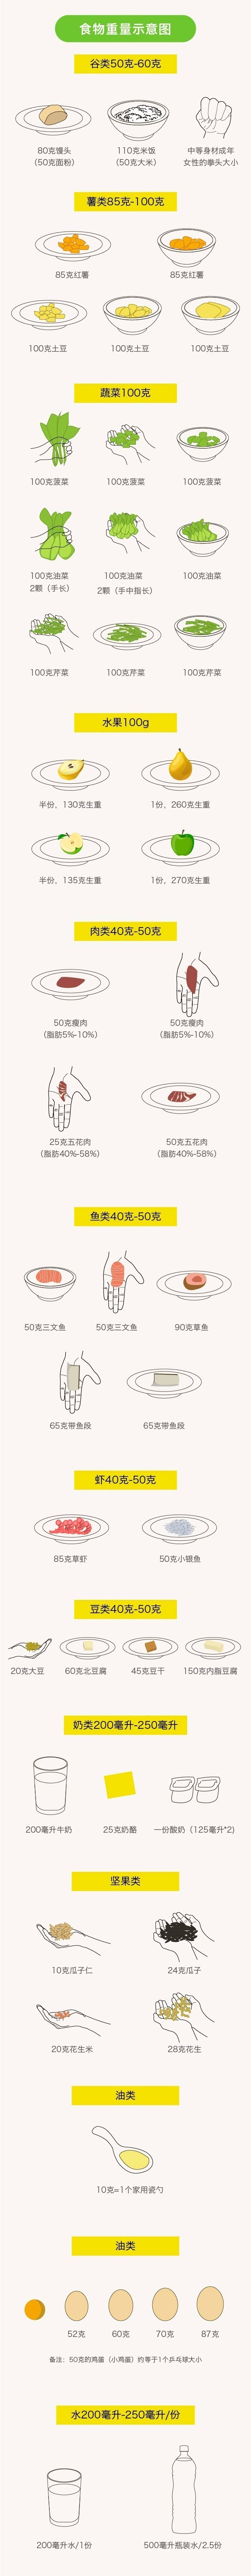 食物重量示意图
谷类50克-60克
80克馒头
（50克面粉）
110克米饭
（50克大米）
中等身材成年
女性的拳头大小
薯类85克-100克
85克红薯
85克红薯
100克土豆
100克土豆
100克土豆
蔬菜100克
100克菠菜
100克菠菜
100克菠菜
100克油菜
2颗（手长）
100克油菜
2颗（手中指长）
100克油菜
100克芹菜
100克芹菜
100克芹菜
水果100g
半份，130克生重
1份，260克生重
半份，135克生重
1份，270克生重
肉类40克-50克
50克瘦肉
（脂肪5%-10%）
50克瘦肉
（脂肪5%-10%）
25克五花肉
（脂肪40%-58%）
50克五花肉
（脂肪40%-58%）
鱼类40克-50克
50克三文鱼
50克三文鱼
90克草鱼
65克带鱼段
65克带鱼段
虾40克-50克
85克草虾
50克小银鱼
豆类40克-50克
20克大豆
60克北豆腐
45克豆干
150克内脂豆腐
奶类200毫升-250毫升
200毫升牛奶
25克奶酪
一份酸奶（125毫升*2)
坚果类
10克瓜子仁
24克瓜子
20克花生米
28克花生
油类
10克=1个家用瓷勺
油类
52克
60克
70克
87克
备注：50克的鸡蛋（小鸡蛋）约等于1个乒乓球大小
水200毫升-250毫升/份
200毫升水/1份
500毫升瓶装水/2.5份